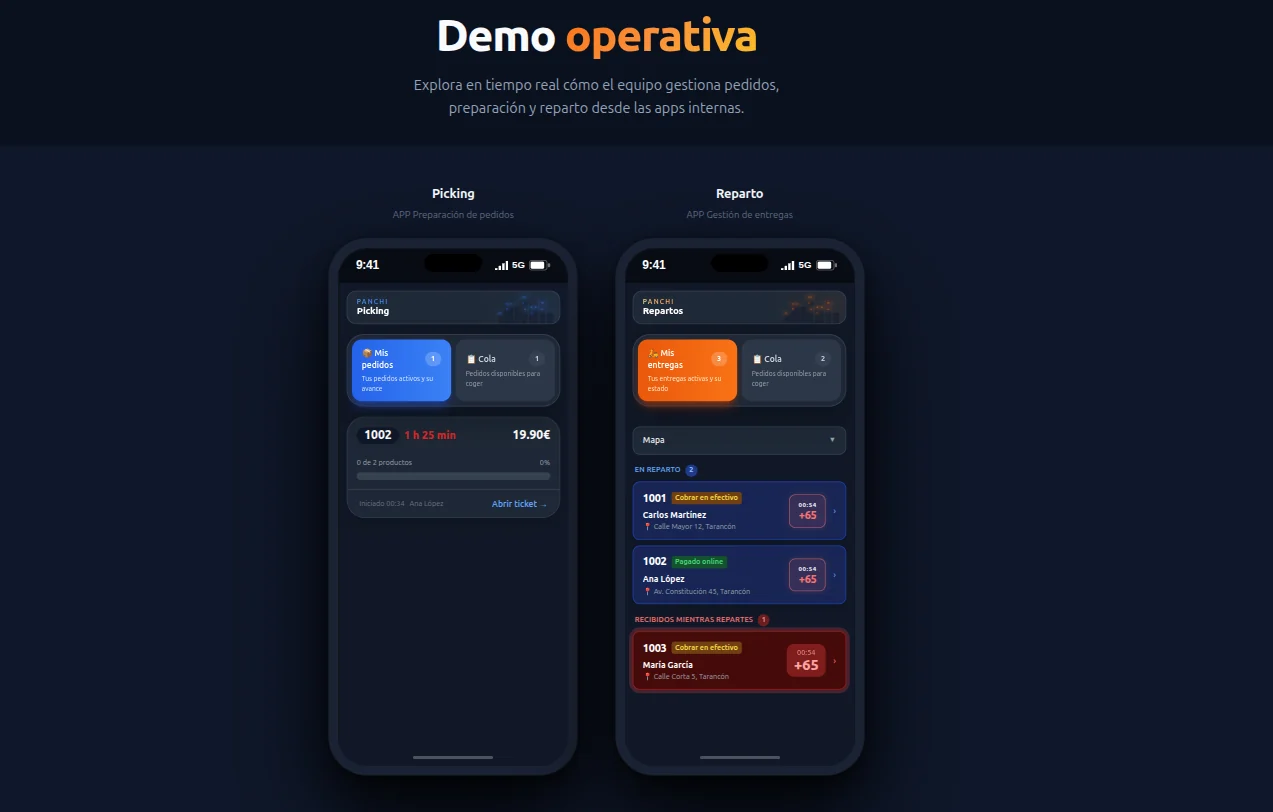 Demo operativa
Explora en tiempo real cómo el equipo gestiona pedidos,
preparación y reparto desde las apps internas.
Picking
APP Preparación de pedidos
9:41
5G
PANCHI
Picking
Mis
pedidos
1
Tus pedidos activos y su
avance
Cola
1
Pedidos disponibles para
coger
1002 1 h 25 min 19.90€
0 de 2 productos 0%
Iniciado 00:34 Ana López Abrir ticket →
Reparto
APP Gestión de entregas
9:41
5G
PANCHI
Repartos
Mis
entregas
3
Tus entregas activas y su
estado
Cola
2
Pedidos disponibles para
coger
Mapa ▼
EN REPARTO 2
1001 Cobrar en efectivo
Carlos Martínez
Calle Mayor 12, Tarancón
00:54
+65
›
1002 Pagado online
Ana López
Av. Constitución 45, Tarancón
00:54
+65
›
RECIBIDOS MIENTRAS REPARTES 1
1003 Cobrar en efectivo
María García
Calle Corta 5, Tarancón
00:54
+65
›